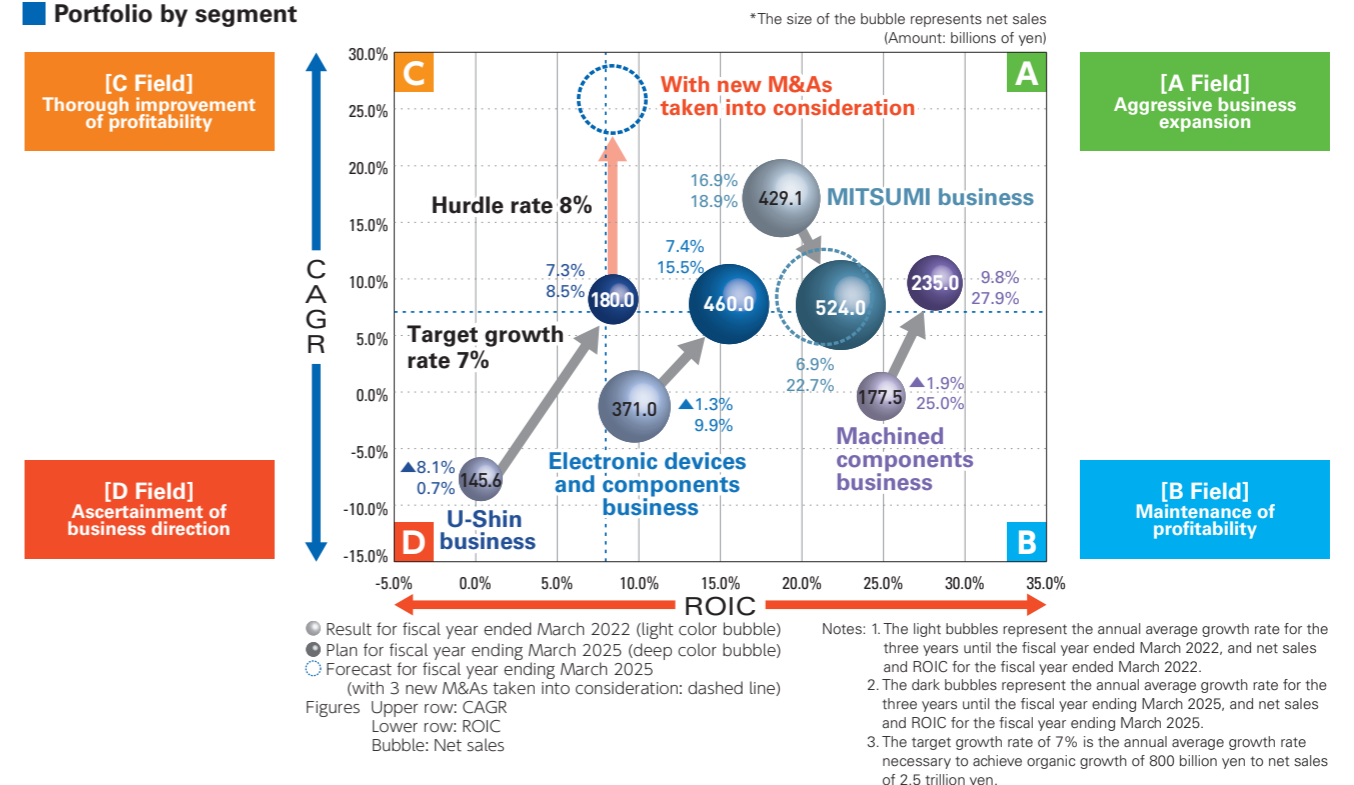 Portfolio by segment
*The size of the bubble represents net sales
(Amount: billions of yen)
[C Field]
Thorough improvement
of profitability
[D Field]
Ascertainment of
business direction
CAGR
30.0%
25.0%
20.0%
15.0%
10.0%
5.0%
0.0%
-5.0%
-10.0%
-15.0%
C
A
D
B
With new M&As
taken into consideration
Hurdle rate 8%
16.9%
18.9%
429.1
MITSUMI business
7.3%
8.5%
180.0
7.4%
15.5%
460.0
524.0
6.9%
22.7%
235.0
9.8%
27.9%
Target growth
rate 7%
371.0
▲1.3%
9.9%
177.5
▲1.9%
25.0%
▲8.1%
0.7%
145.6
U-Shin
business
Electronic devices
and components
business
Machined
components
business
[A Field]
Aggressive business
expansion
[B Field]
Maintenance of
profitability
-5.0%
0.0%
5.0%
10.0%
15.0%
20.0%
25.0%
30.0%
35.0%
ROIC
Result for fiscal year ended March 2022 (light color bubble)
Plan for fiscal year ending March 2025 (deep color bubble)
Forecast for fiscal year ending March 2025
(with 3 new M&As taken into consideration: dashed line)
Figures Upper row: CAGR
Lower row: ROIC
Bubble: Net sales
Notes: 1. The light bubbles represent the annual average growth rate for the
three years until the fiscal year ended March 2022, and net sales
and ROIC for the fiscal year ended March 2022.
2. The dark bubbles represent the annual average growth rate for the
three years until the fiscal year ending March 2025, and net sales
and ROIC for the fiscal year ending March 2025.
3. The target growth rate of 7% is the annual average growth rate
necessary to achieve organic growth of 800 billion yen to net sales
of 2.5 trillion yen.